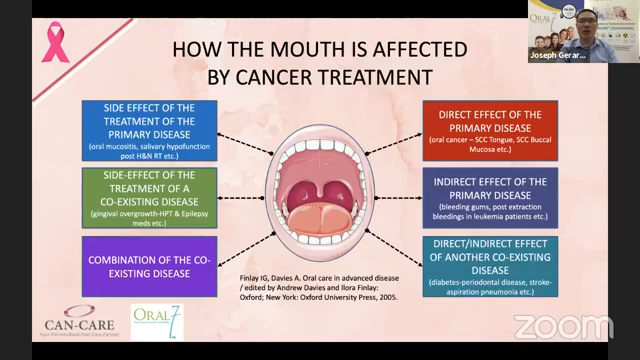 HOW THE MOUTH IS AFFECTED
BY CANCER TREATMENT
SIDE EFFECT OF THE
TREATMENT OF THE
PRIMARY DISEASE
(oral mucositis, salivary hypofunction
post H&N RT etc.)
SIDE-EFFECT OF
THE TREATMENT OF A
CO-EXISTING DISEASE
(gingival overgrowth-HPT & Epilepsy
meds etc.)
COMBINATION OF THE CO-
EXISTING DISEASE
DIRECT EFFECT OF THE
PRIMARY DISEASE
(oral cancer – SCC Tongue, SCC Buccal
Mucosa etc.)
INDIRECT EFFECT OF THE
PRIMARY DISEASE
(bleeding gums, post extraction
bleedings in leukemia patients etc.)
DIRECT/INDIRECT EFFECT
OF ANOTHER CO-EXISTING
DISEASE
(diabetes-periodontal disease, stroke-
aspiration pneumonia etc.)
Finlay IG, Davies A. Oral care in advanced disease
/ edited by Andrew Davies and Ilora Finlay:
Oxford; New York: Oxford University Press, 2005.
CAN-CARE
Your Personalised Post Care Partner
ORAL7
ORAL7
Joseph Gerar...
zoom